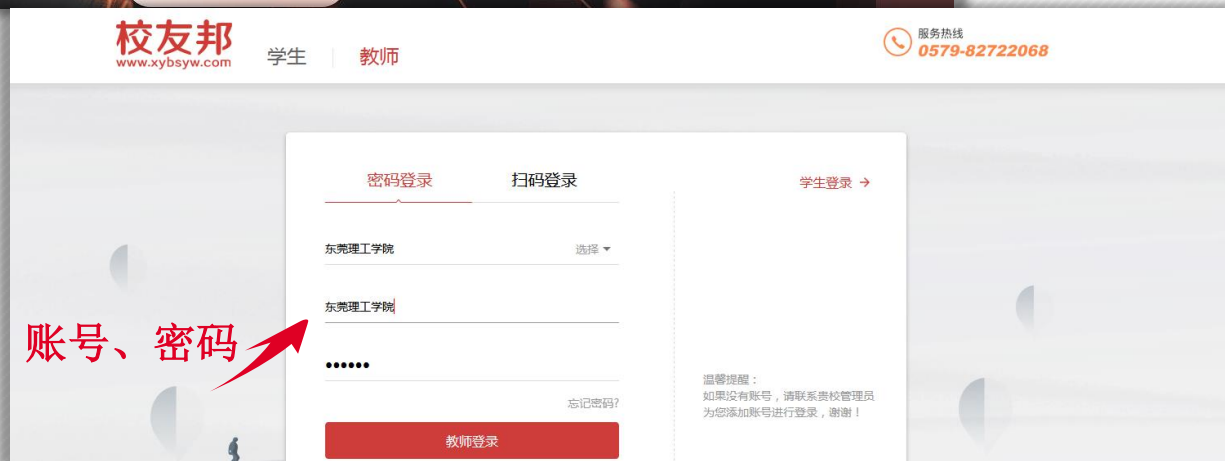 校友邦
www.xybsyw.com
学生
教师
服务热线
0579-82722068
密码登录
扫码登录
学生登录 →
东莞理工学院
选择
东莞理工学院
账号、密码
••••••
忘记密码?
教师登录
温馨提醒：
如果没有账号，请联系贵校管理员
为您添加账号进行登录，谢谢！